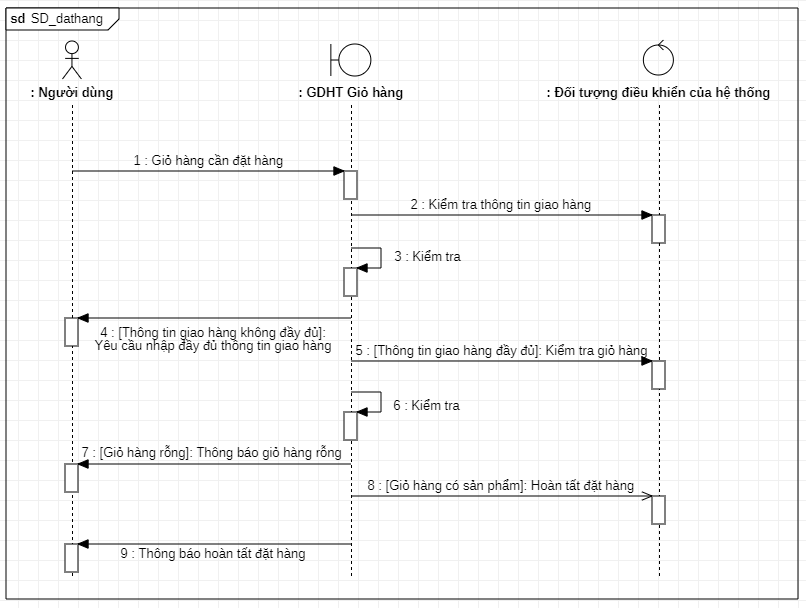 sd SD_dathang
: Người dùng
: GDHT Giỏ hàng
: Đối tượng điều khiển của hệ thống
1 : Giỏ hàng cần đặt hàng
2 : Kiểm tra thông tin giao hàng
3 : Kiểm tra
4 : [Thông tin giao hàng không đầy đủ]:
Yêu cầu nhập đầy đủ thông tin giao hàng
5 : [Thông tin giao hàng đầy đủ]: Kiểm tra giỏ hàng
6 : Kiểm tra
7 : [Giỏ hàng rỗng]: Thông báo giỏ hàng rỗng
8 : [Giỏ hàng có sản phẩm]: Hoàn tất đặt hàng
9 : Thông báo hoàn tất đặt hàng